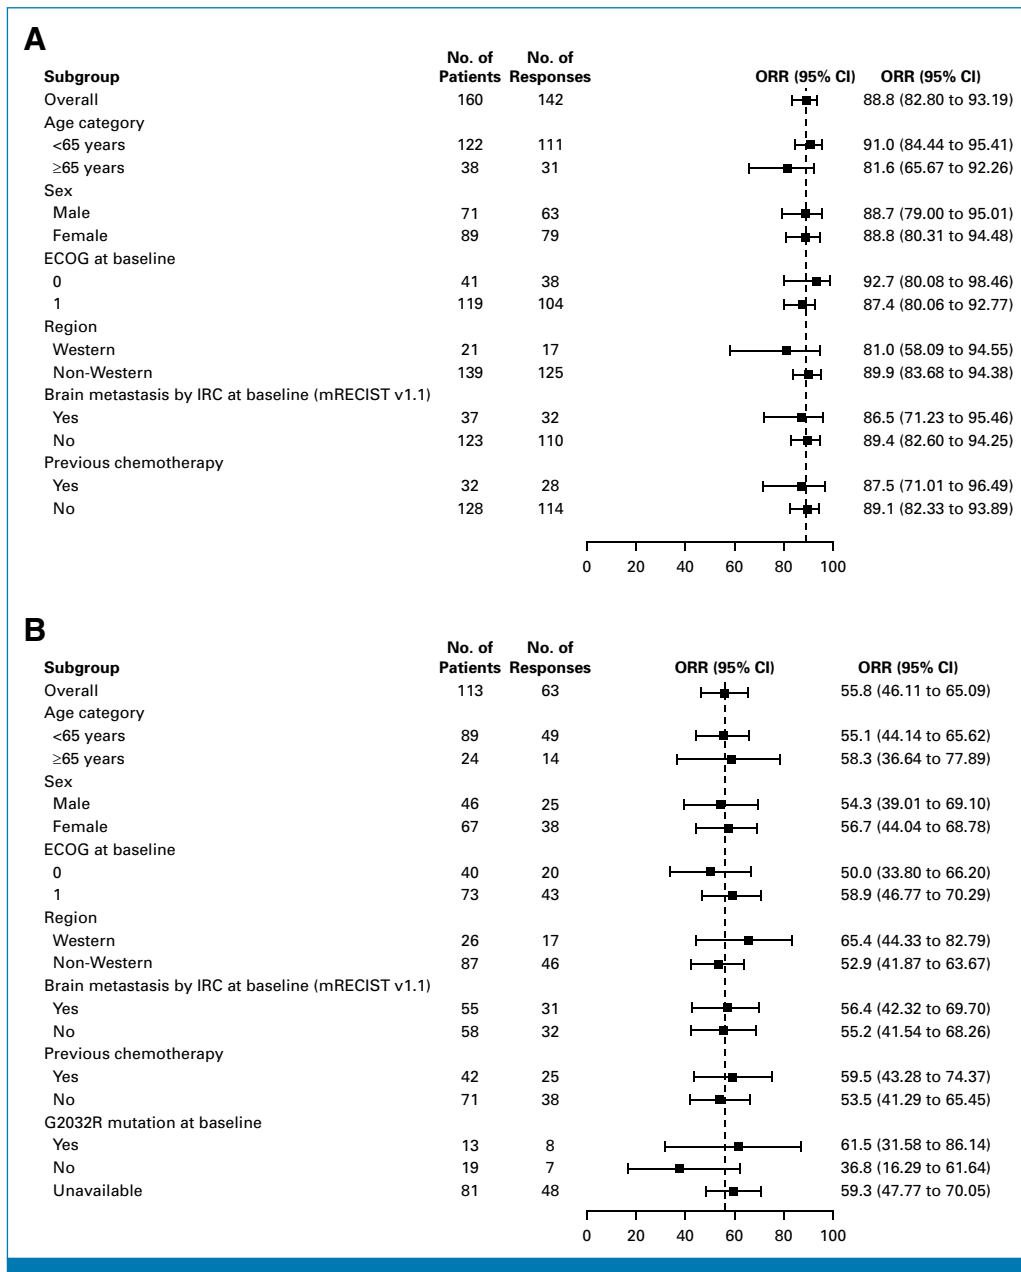 A
No. of No. of
Subgroup Patients Responses ORR (95% CI) ORR (95% CI)
Overall 160 142 88.8 (82.80 to 93.19)
Age category
<65 years 122 111 91.0 (84.44 to 95.41)
≥65 years 38 31 81.6 (65.67 to 92.26)
Sex
Male 71 63 88.7 (79.00 to 95.01)
Female 89 79 88.8 (80.31 to 94.48)
ECOG at baseline
0 41 38 92.7 (80.08 to 98.46)
1 119 104 87.4 (80.06 to 92.77)
Region
Western 21 17 81.0 (58.09 to 94.55)
Non-Western 139 125 89.9 (83.68 to 94.38)
Brain metastasis by IRC at baseline (mRECIST v1.1)
Yes 37 32 86.5 (71.23 to 95.46)
No 123 110 89.4 (82.60 to 94.25)
Previous chemotherapy
Yes 32 28 87.5 (71.01 to 96.49)
No 128 114 89.1 (82.33 to 93.89)
0 20 40 60 80 100
B
No. of No. of
Subgroup Patients Responses ORR (95% CI) ORR (95% CI)
Overall 113 63 55.8 (46.11 to 65.09)
Age category
<65 years 89 49 55.1 (44.14 to 65.62)
≥65 years 24 14 58.3 (36.64 to 77.89)
Sex
Male 46 25 54.3 (39.01 to 69.10)
Female 67 38 56.7 (44.04 to 68.78)
ECOG at baseline
0 40 20 50.0 (33.80 to 66.20)
1 73 43 58.9 (46.77 to 70.29)
Region
Western 26 17 65.4 (44.33 to 82.79)
Non-Western 87 46 52.9 (41.87 to 63.67)
Brain metastasis by IRC at baseline (mRECIST v1.1)
Yes 55 31 56.4 (42.32 to 69.70)
No 58 32 55.2 (41.54 to 68.26)
Previous chemotherapy
Yes 42 25 59.5 (43.28 to 74.37)
No 71 38 53.5 (41.29 to 65.45)
G2032R mutation at baseline
Yes 13 8 61.5 (31.58 to 86.14)
No 19 7 36.8 (16.29 to 61.64)
Unavailable 81 48 59.3 (47.77 to 70.05)
0 20 40 60 80 100